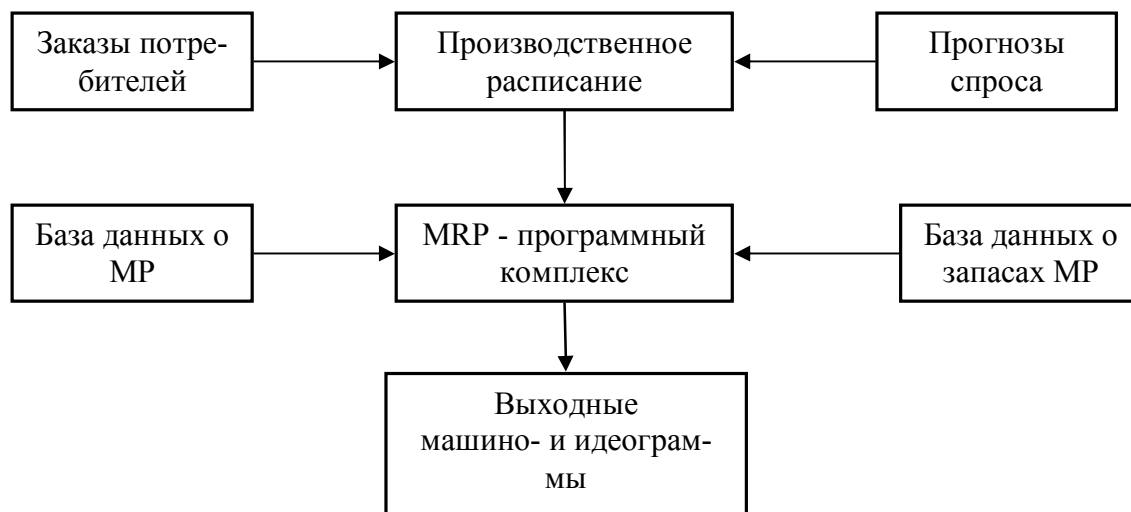 Заказы потре-
бителей
Производственное
расписание
Прогнозы
спроса
База данных о
МР
MRP - программный
комплекс
База данных о
запасах МР
Выходные
машино- и идеограм-
мы